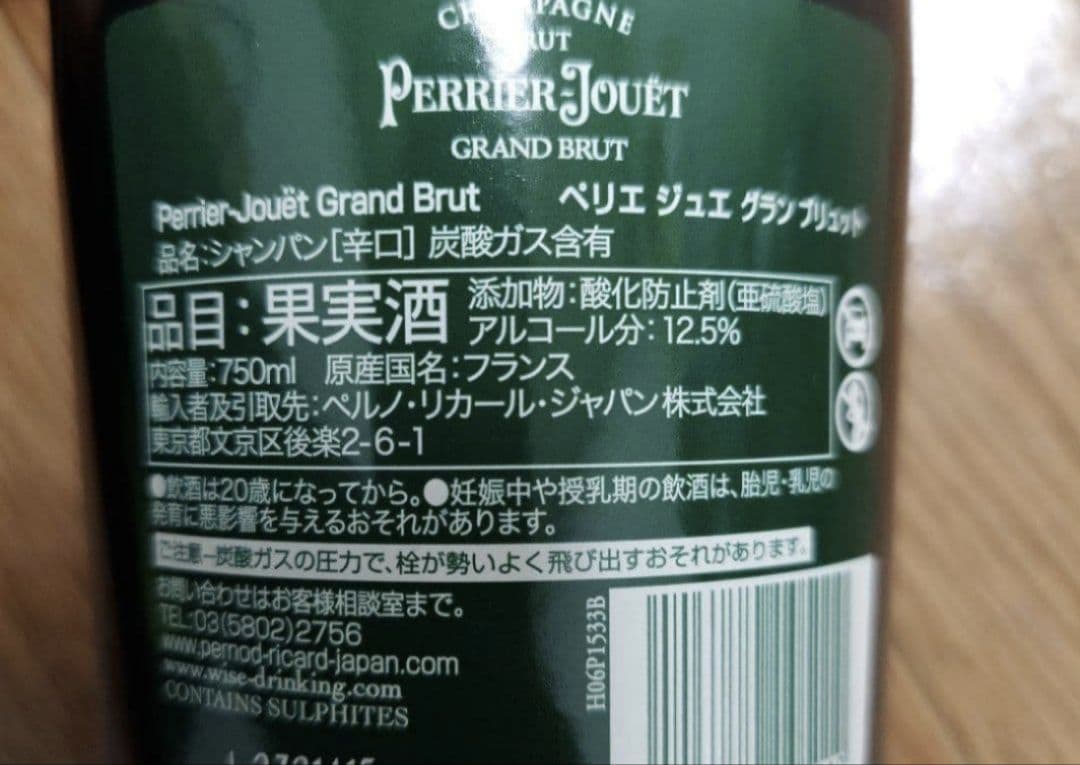 CHAMPAGNE
BRUT
PERRIER-JOUËT
GRAND BRUT
Perrier-Jouët Grand Brut ペリエ ジュエ グラン ブリュット
品名:シャンパン[辛口] 炭酸ガス含有
品目:果実酒 添加物:酸化防止剤(亜硫酸塩)
アルコール分:12.5%
内容量:750ml 原産国名:フランス
輸入者及引取先:ペルノ・リカール・ジャパン株式会社
東京都文京区後楽2-6-1
●飲酒は20歳になってから。●妊娠中や授乳期の飲酒は、胎児・乳児の
発育に悪影響を与えるおそれがあります。
ご注意—炭酸ガスの圧力で、栓が勢いよく飛び出すおそれがあります。
お問い合わせはお客様相談室まで。
TEL:03(5802)2756
www.pernod-ricard-japan.com
www.wise-drinking.com
CONTAINS SULPHITES
H06P1533B